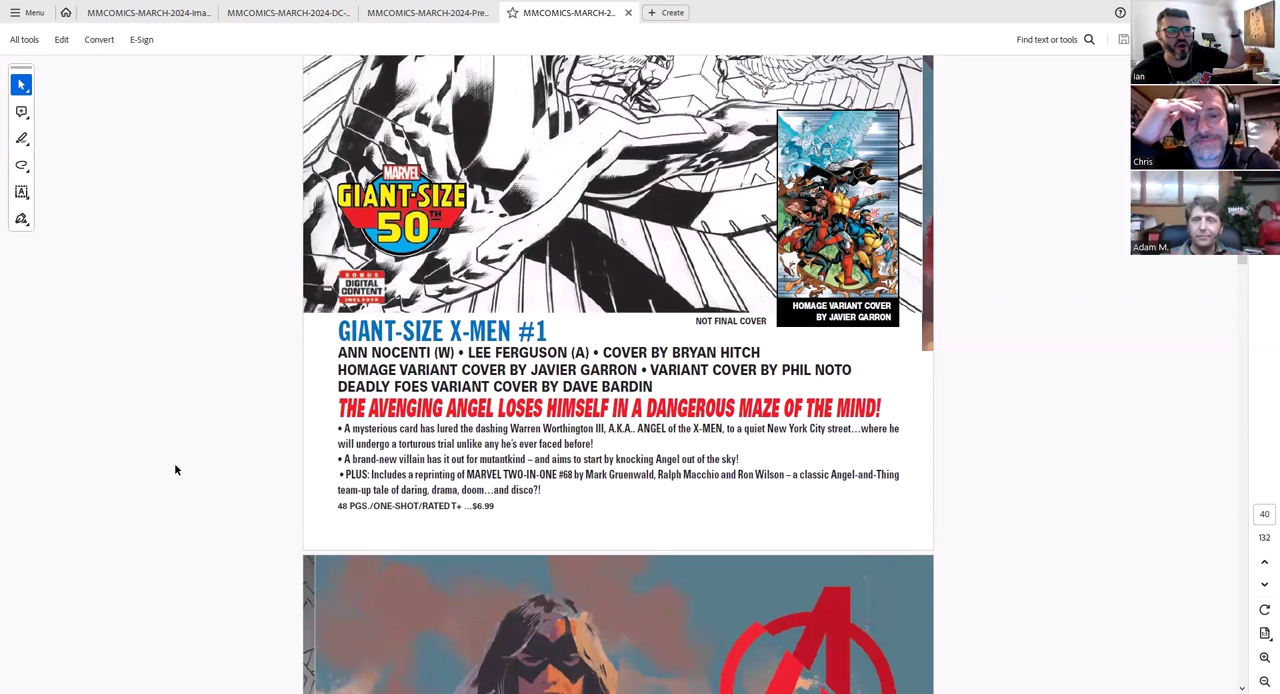 Menu
MMCOMICS-MARCH-2024-Ima...
MMCOMICS-MARCH-2024-DC-...
MMCOMICS-MARCH-2024-Pre...
MMCOMICS-MARCH-2...
Create
All tools
Edit
Convert
E-Sign
Find text or tools
Ian
Chris
Adam M.
MARVEL
GIANT-SIZE
50TH
BONUS
DIGITAL
CONTENT
INCLUDED
NOT FINAL COVER
HOMAGE VARIANT COVER
BY JAVIER GARRON
GIANT-SIZE X-MEN #1
ANN NOCENTI (W) • LEE FERGUSON (A) • COVER BY BRYAN HITCH
HOMAGE VARIANT COVER BY JAVIER GARRON • VARIANT COVER BY PHIL NOTO
DEADLY FOES VARIANT COVER BY DAVE BARDIN
THE AVENGING ANGEL LOSES HIMSELF IN A DANGEROUS MAZE OF THE MIND!
• A mysterious card has lured the dashing Warren Worthington III, A.K.A.. ANGEL of the X-MEN, to a quiet New York City street…where he
will undergo a torturous trial unlike any he's ever faced before!
• A brand-new villain has it out for mutantkind – and aims to start by knocking Angel out of the sky!
• PLUS: Includes a reprinting of MARVEL TWO-IN-ONE #68 by Mark Gruenwald, Ralph Macchio and Ron Wilson – a classic Angel-and-Thing
team-up tale of daring, drama, doom…and disco?!
48 PGS./ONE-SHOT/RATED T+ …$6.99
40
132